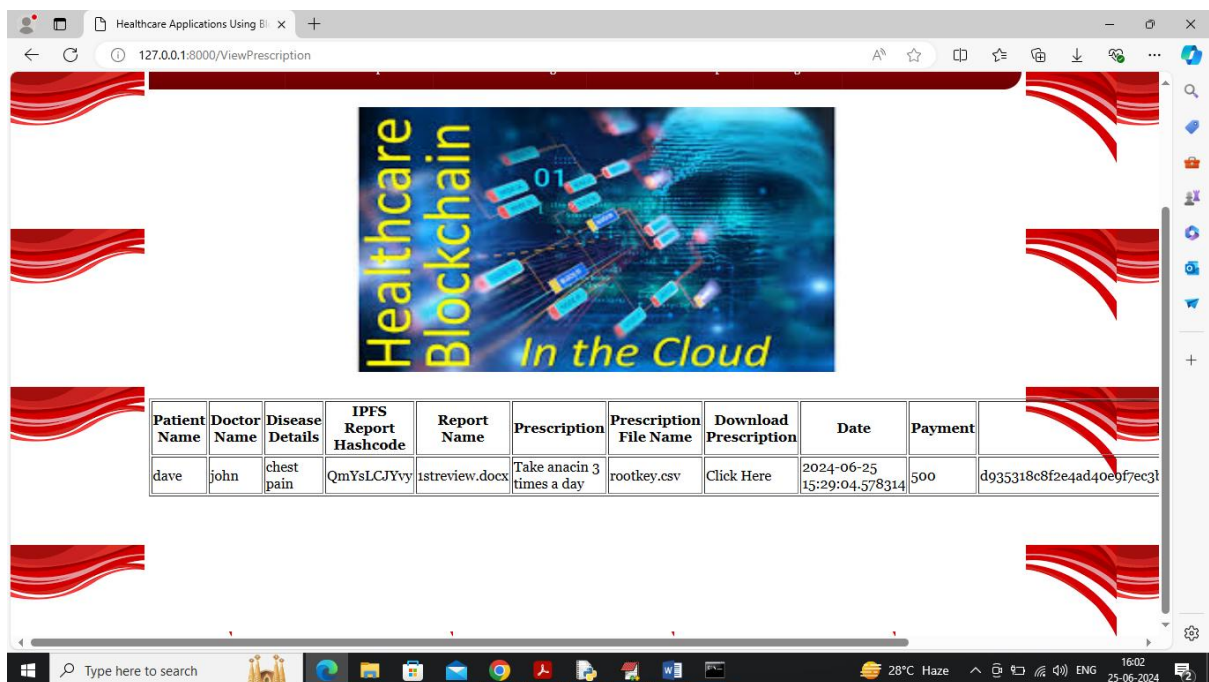 Healthcare Applications Using Bl
127.0.0.1:8000/ViewPrescription
Healthcare
Blockchain
01
1
In the Cloud
Patient Name Doctor Name Disease Details IPFS Report Hashcode Report Name Prescription Prescription File Name Download Prescription Date Payment
dave john chest pain QmYsLCJYvy 1streview.docx Take anacin 3 times a day rootkey.csv Click Here 2024-06-25 15:29:04.578314 500
Type here to search
28°C Haze
ENG
16:02
25-06-2024
2